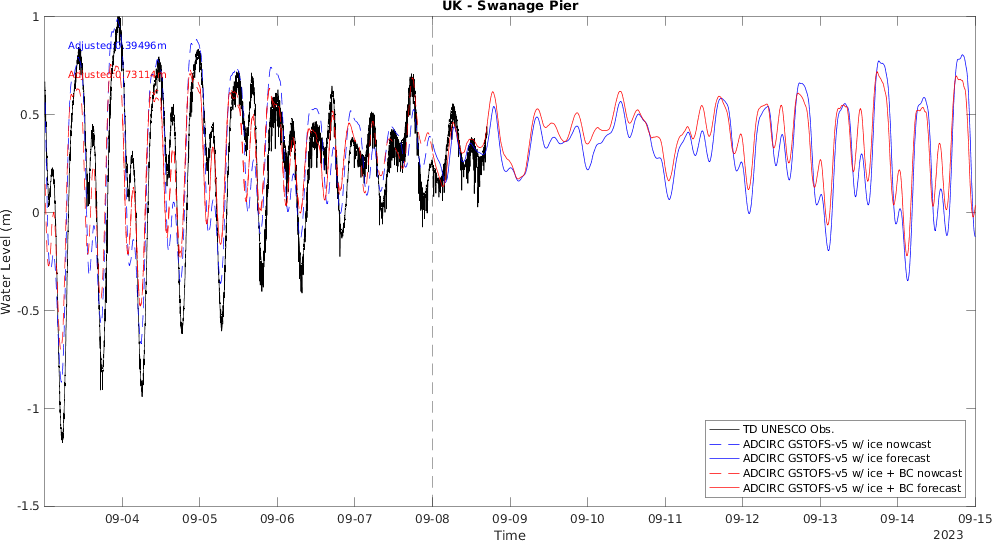 UK - Swanage Pier
Adjusted:0.39496m
Adjusted:0.73114m
Water Level (m)
1
0.5
0
-0.5
-1
-1.5
09-04 09-05 09-06 09-07 09-08 09-09 09-10 09-11 09-12 09-13 09-14 09-15
Time
2023
TD UNESCO Obs.
ADCIRC GSTOFS-v5 w/ ice nowcast
ADCIRC GSTOFS-v5 w/ ice forecast
ADCIRC GSTOFS-v5 w/ ice + BC nowcast
ADCIRC GSTOFS-v5 w/ ice + BC forecast